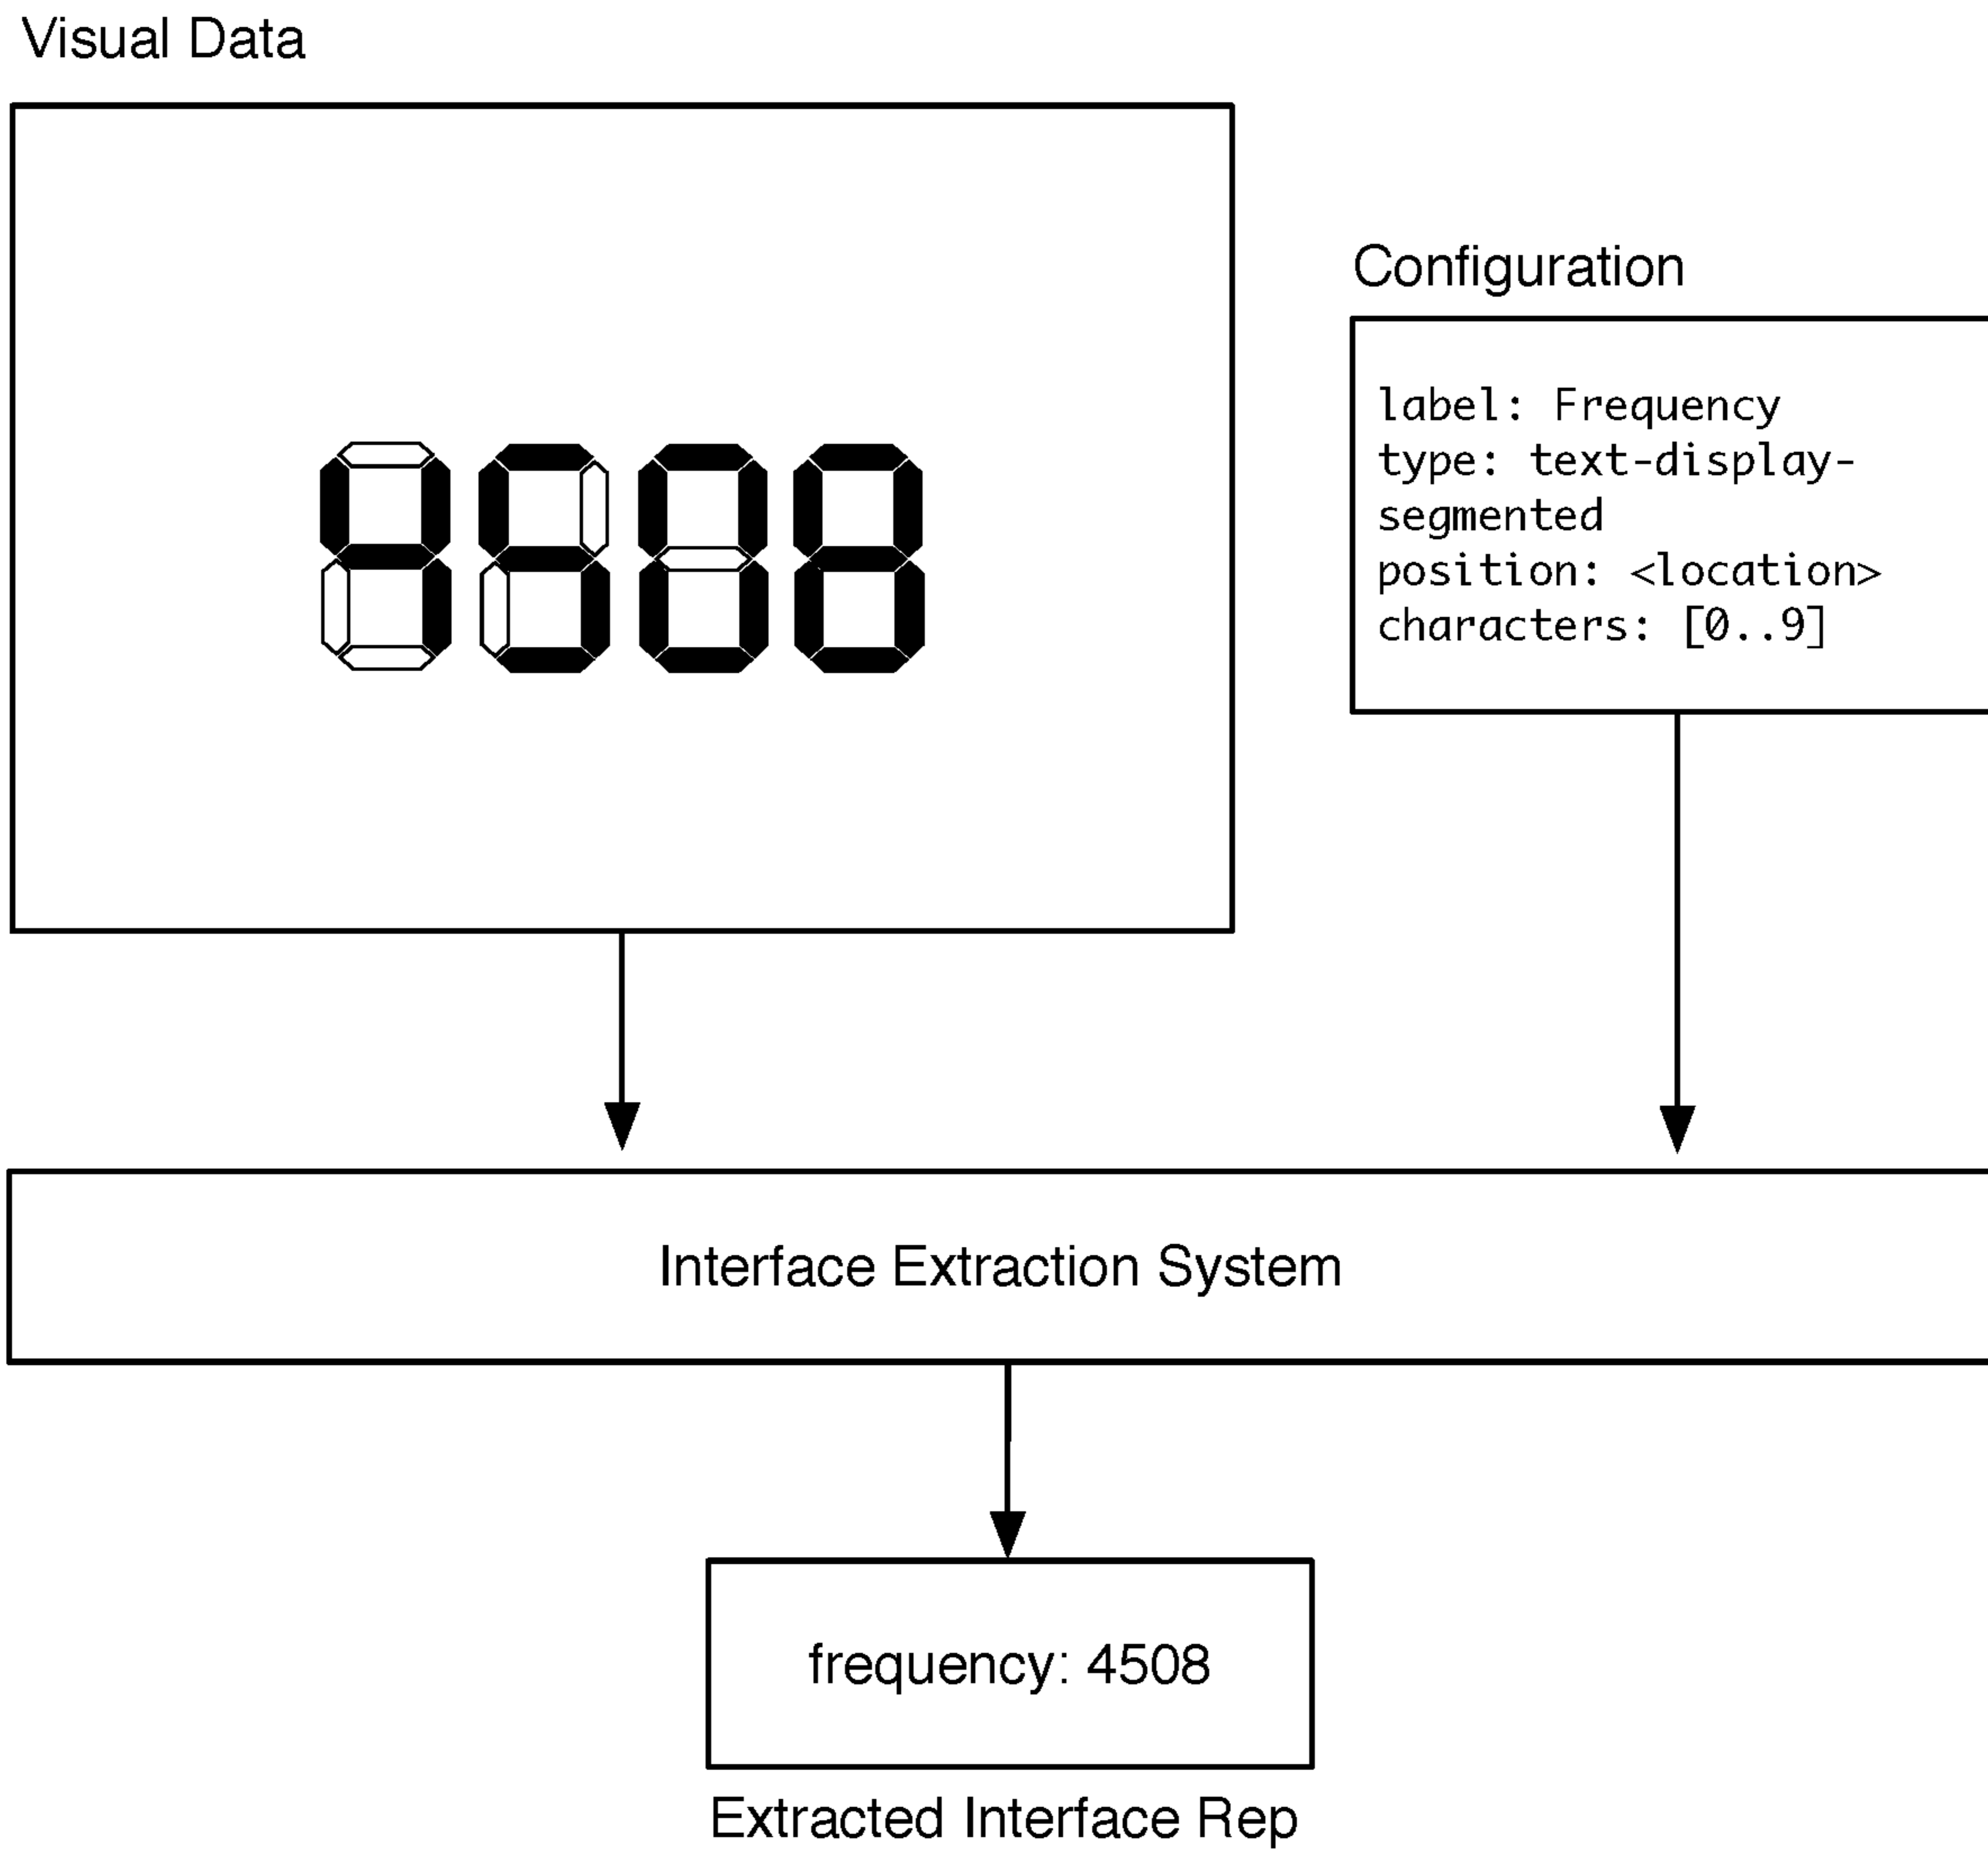 Visual Data
4508
Configuration
label: Frequency
type: text-display-
segmented
position: <location>
characters: [0..9]
Interface Extraction System
frequency: 4508
Extracted Interface Rep